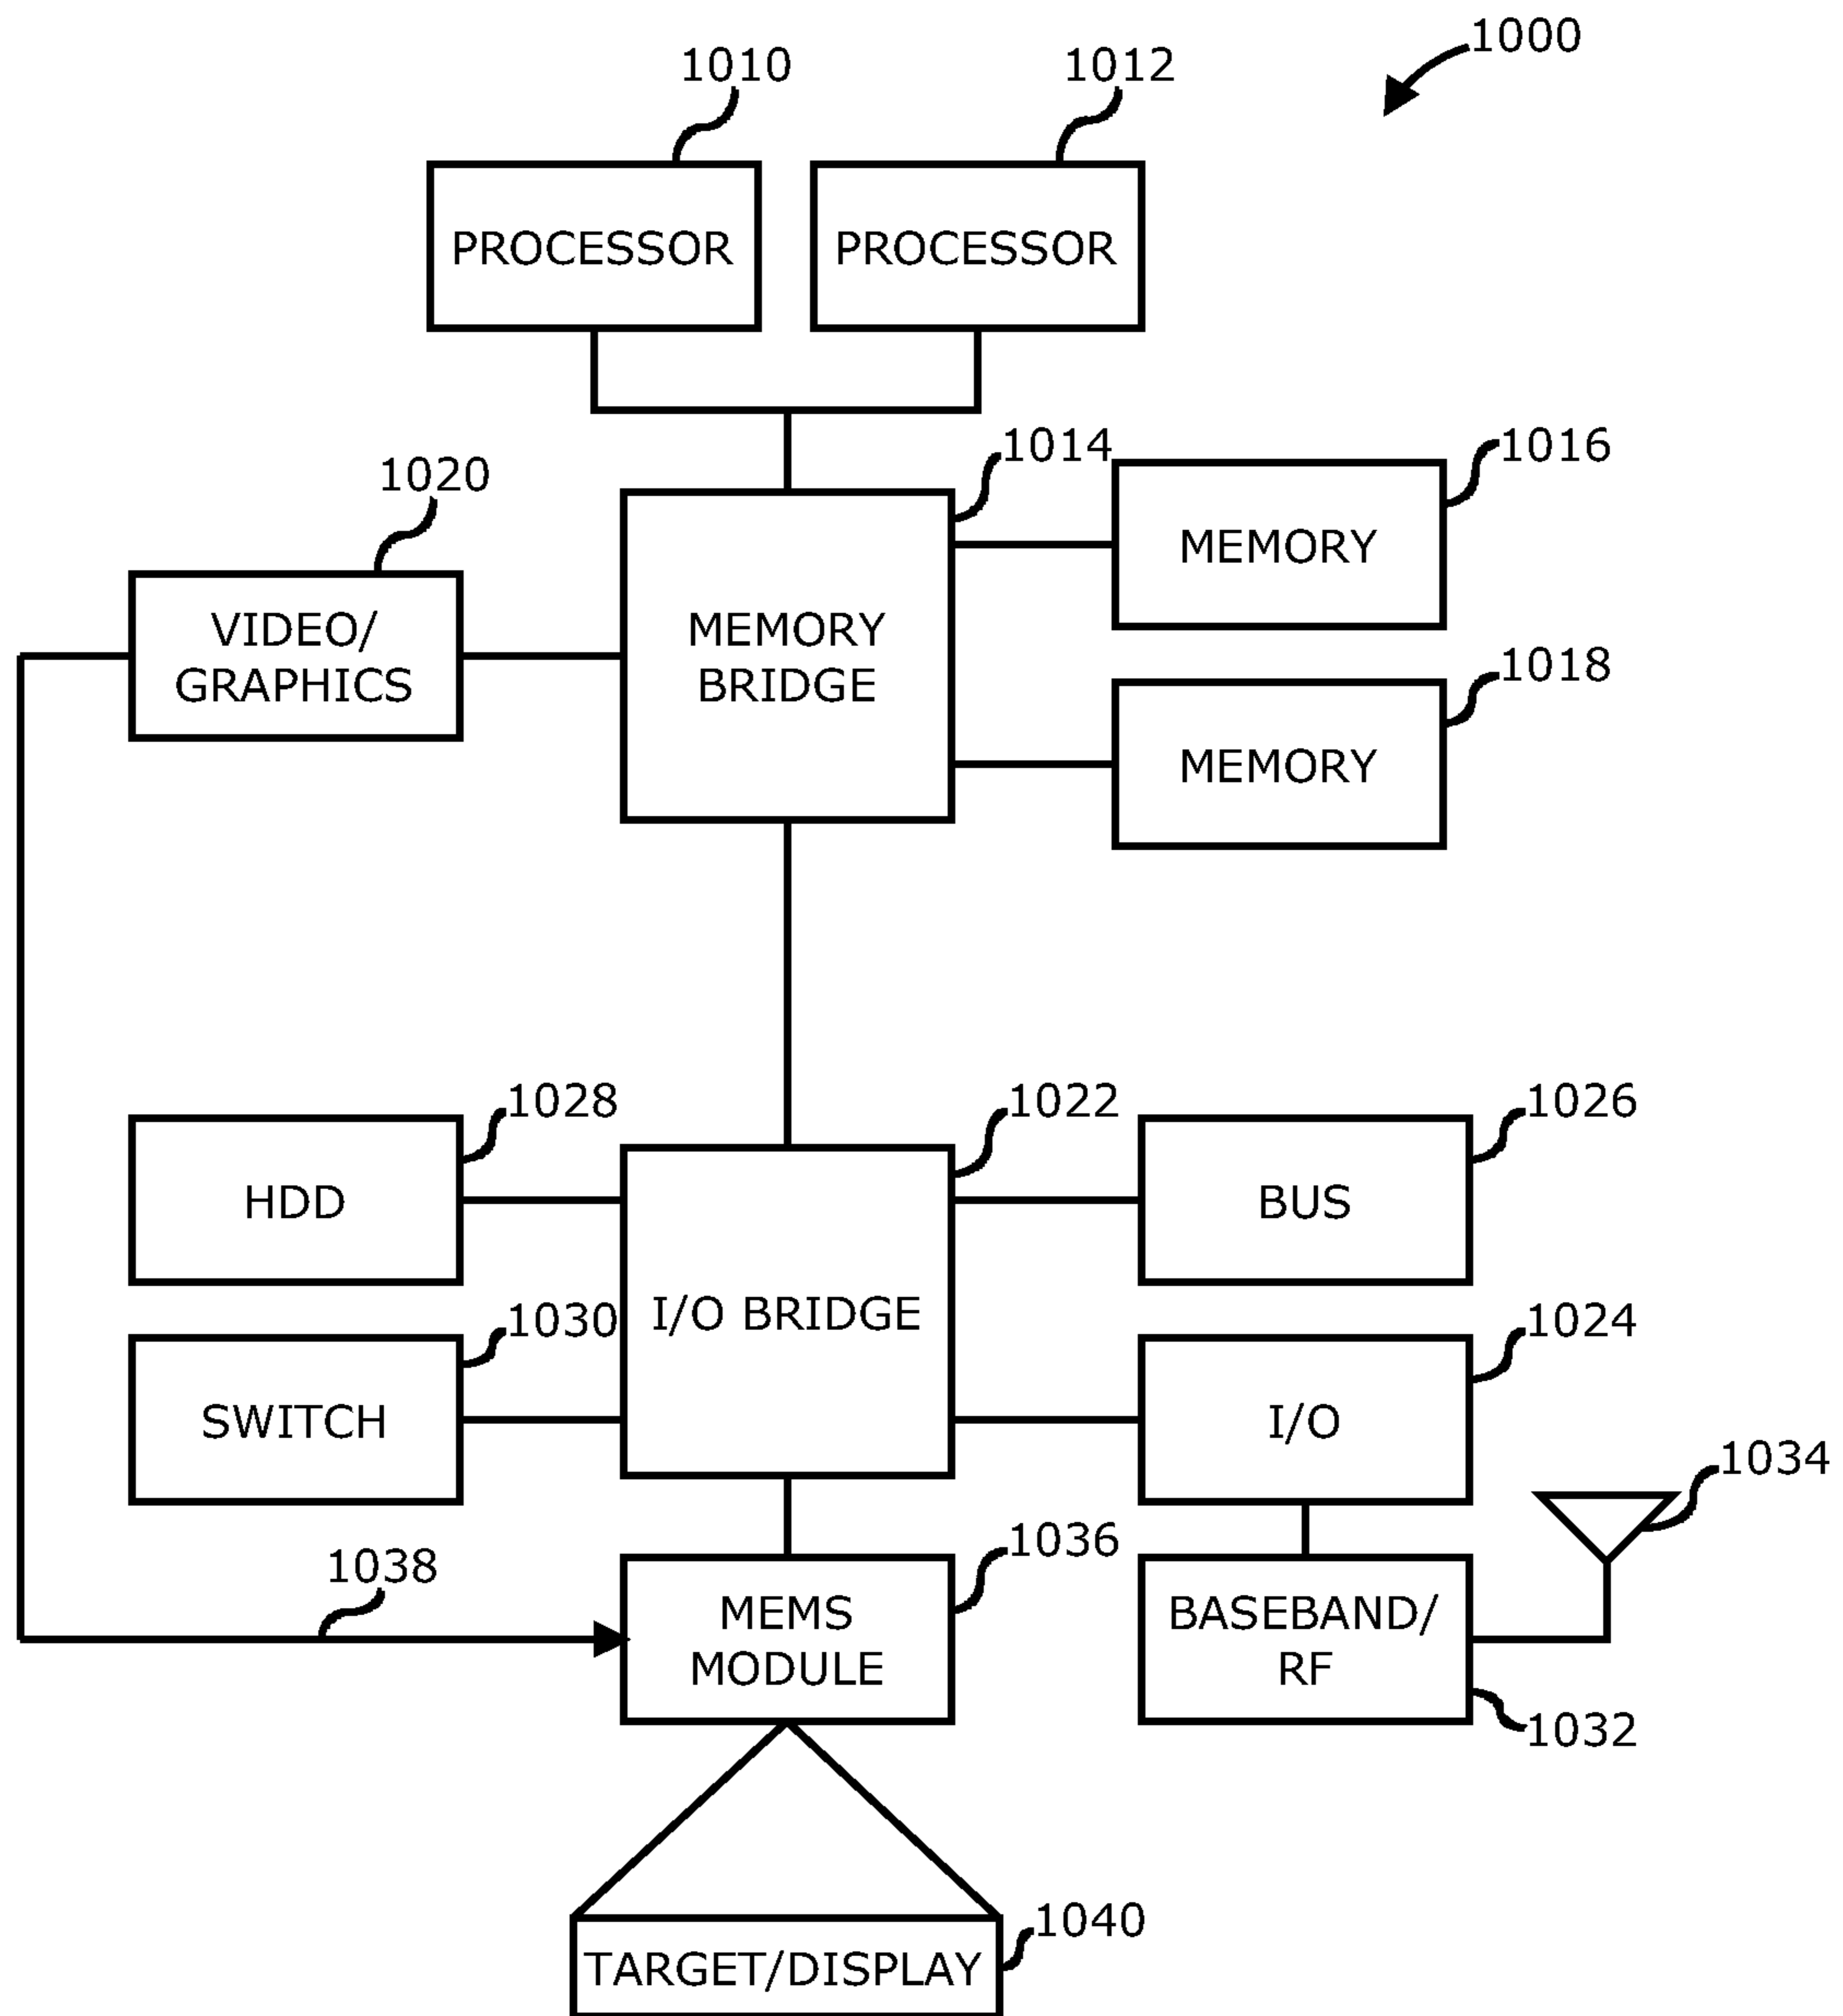 1000
1010
1012
PROCESSOR
PROCESSOR
1014
1016
1020
MEMORY
VIDEO/
GRAPHICS
MEMORY
BRIDGE
1018
MEMORY
1028
1022
1026
HDD
BUS
I/O BRIDGE
1030
1024
SWITCH
I/O
1034
1036
1038
MEMS
MODULE
BASEBAND/
RF
1032
1040
TARGET/DISPLAY